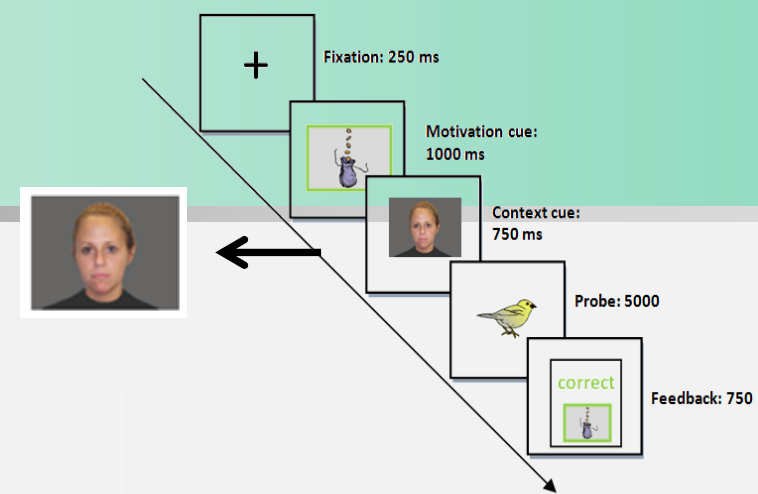 Fixation: 250 ms
Motivation cue:
1000 ms
Context cue:
750 ms
Probe: 5000
correct
Feedback: 750